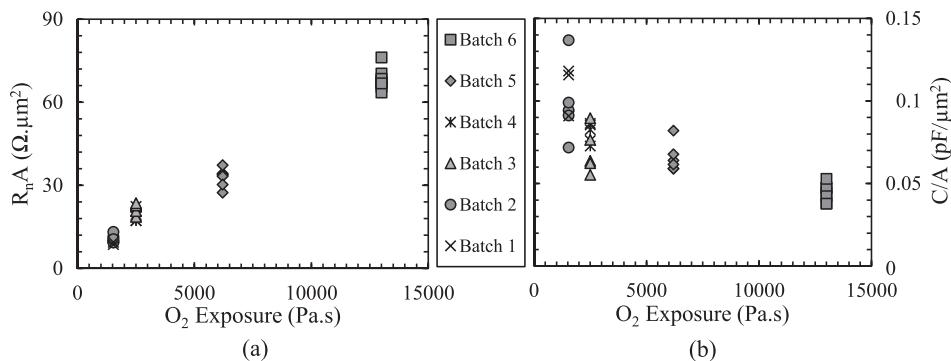 90
60
30
0
RₙA (Ω.μm²)
0
5000
10000
15000
O₂ Exposure (Pa.s)
(a)
Batch 6
Batch 5
Batch 4
Batch 3
Batch 2
Batch 1
0.15
0.1
0.05
0
C/A (pF/μm²)
0
5000
10000
15000
O₂ Exposure (Pa.s)
(b)